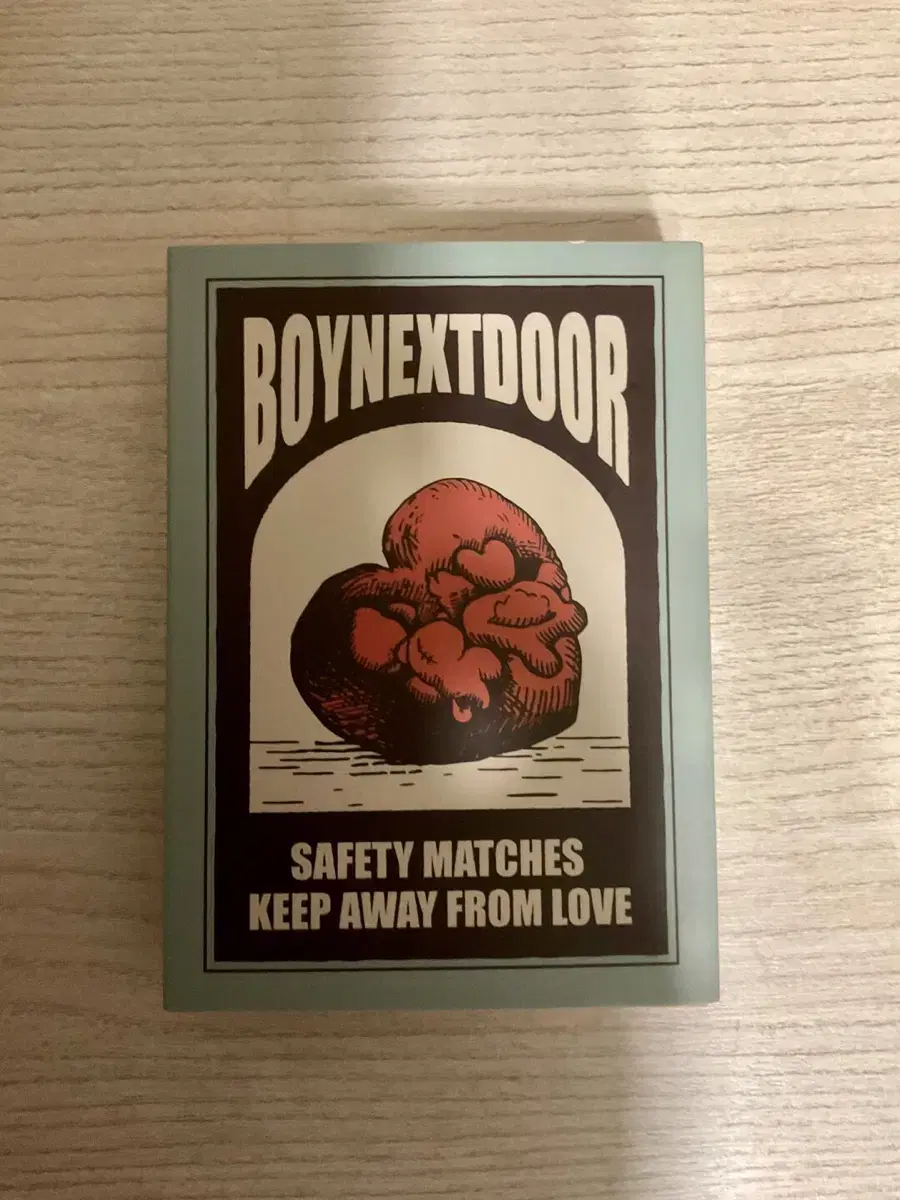 BOYNEXTDOOR
SAFETY MATCHES
KEEP AWAY FROM LOVE